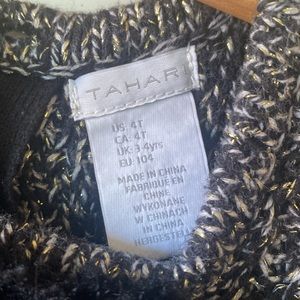 TAHARI
US: 4T
CA: 4T
UK: 3-4yrs
EU: 104
MADE IN CHINA
FABRIQUÉ EN
CHINE
WYKONANE
W CHINACH
IN CHINA
HERGESTELL